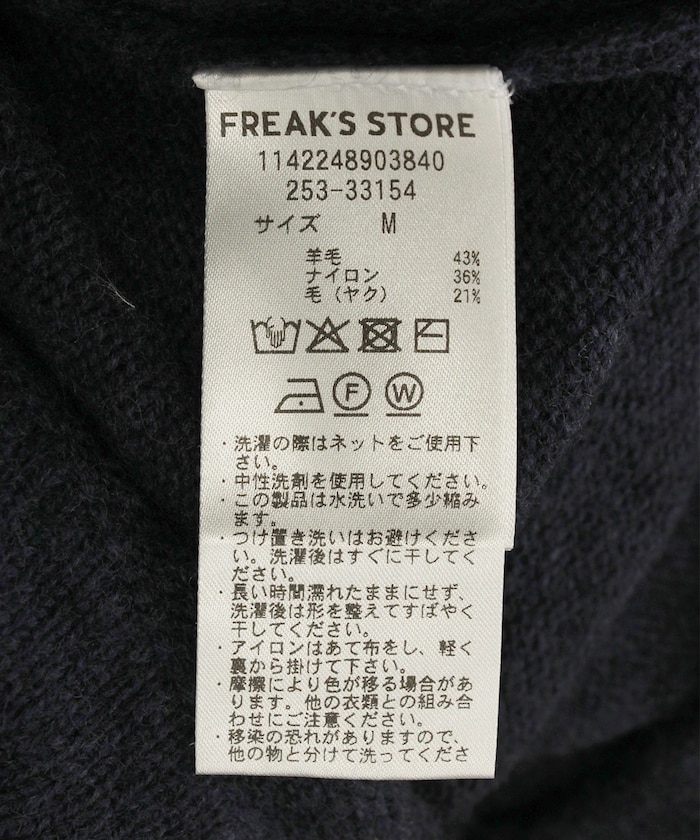 FREAK'S STORE
1142248903840
253-33154
サイズ M
羊毛 43%
ナイロン 36%
毛（ヤク） 21%
F W
・洗濯の際はネットをご使用下
さい。
・中性洗剤を使用してください。
・この製品は水洗いで多少縮み
ます。
・つけ置き洗いはお避けくださ
い。洗濯後はすぐに干してく
ださい。
・長い時間濡れたままにせず、
洗濯後は形を整えてすばやく
干してください。
・アイロンはあて布をし、軽く
裏から掛けて下さい。
・摩擦により色が移る場合があ
ります。他の衣類との組み合
わせにご注意ください。
・移染の恐れがありますので、
他の物と分けて洗ってくださ